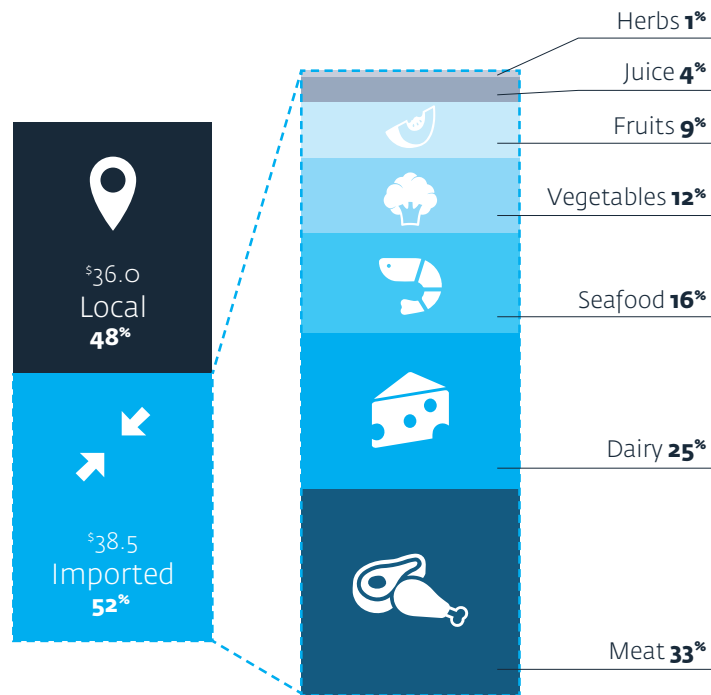 Herbs 1%
Juice 4%
Fruits 9%
Vegetables 12%
Seafood 16%
Dairy 25%
Meat 33%
$36.0
Local
48%
$38.5
Imported
52%